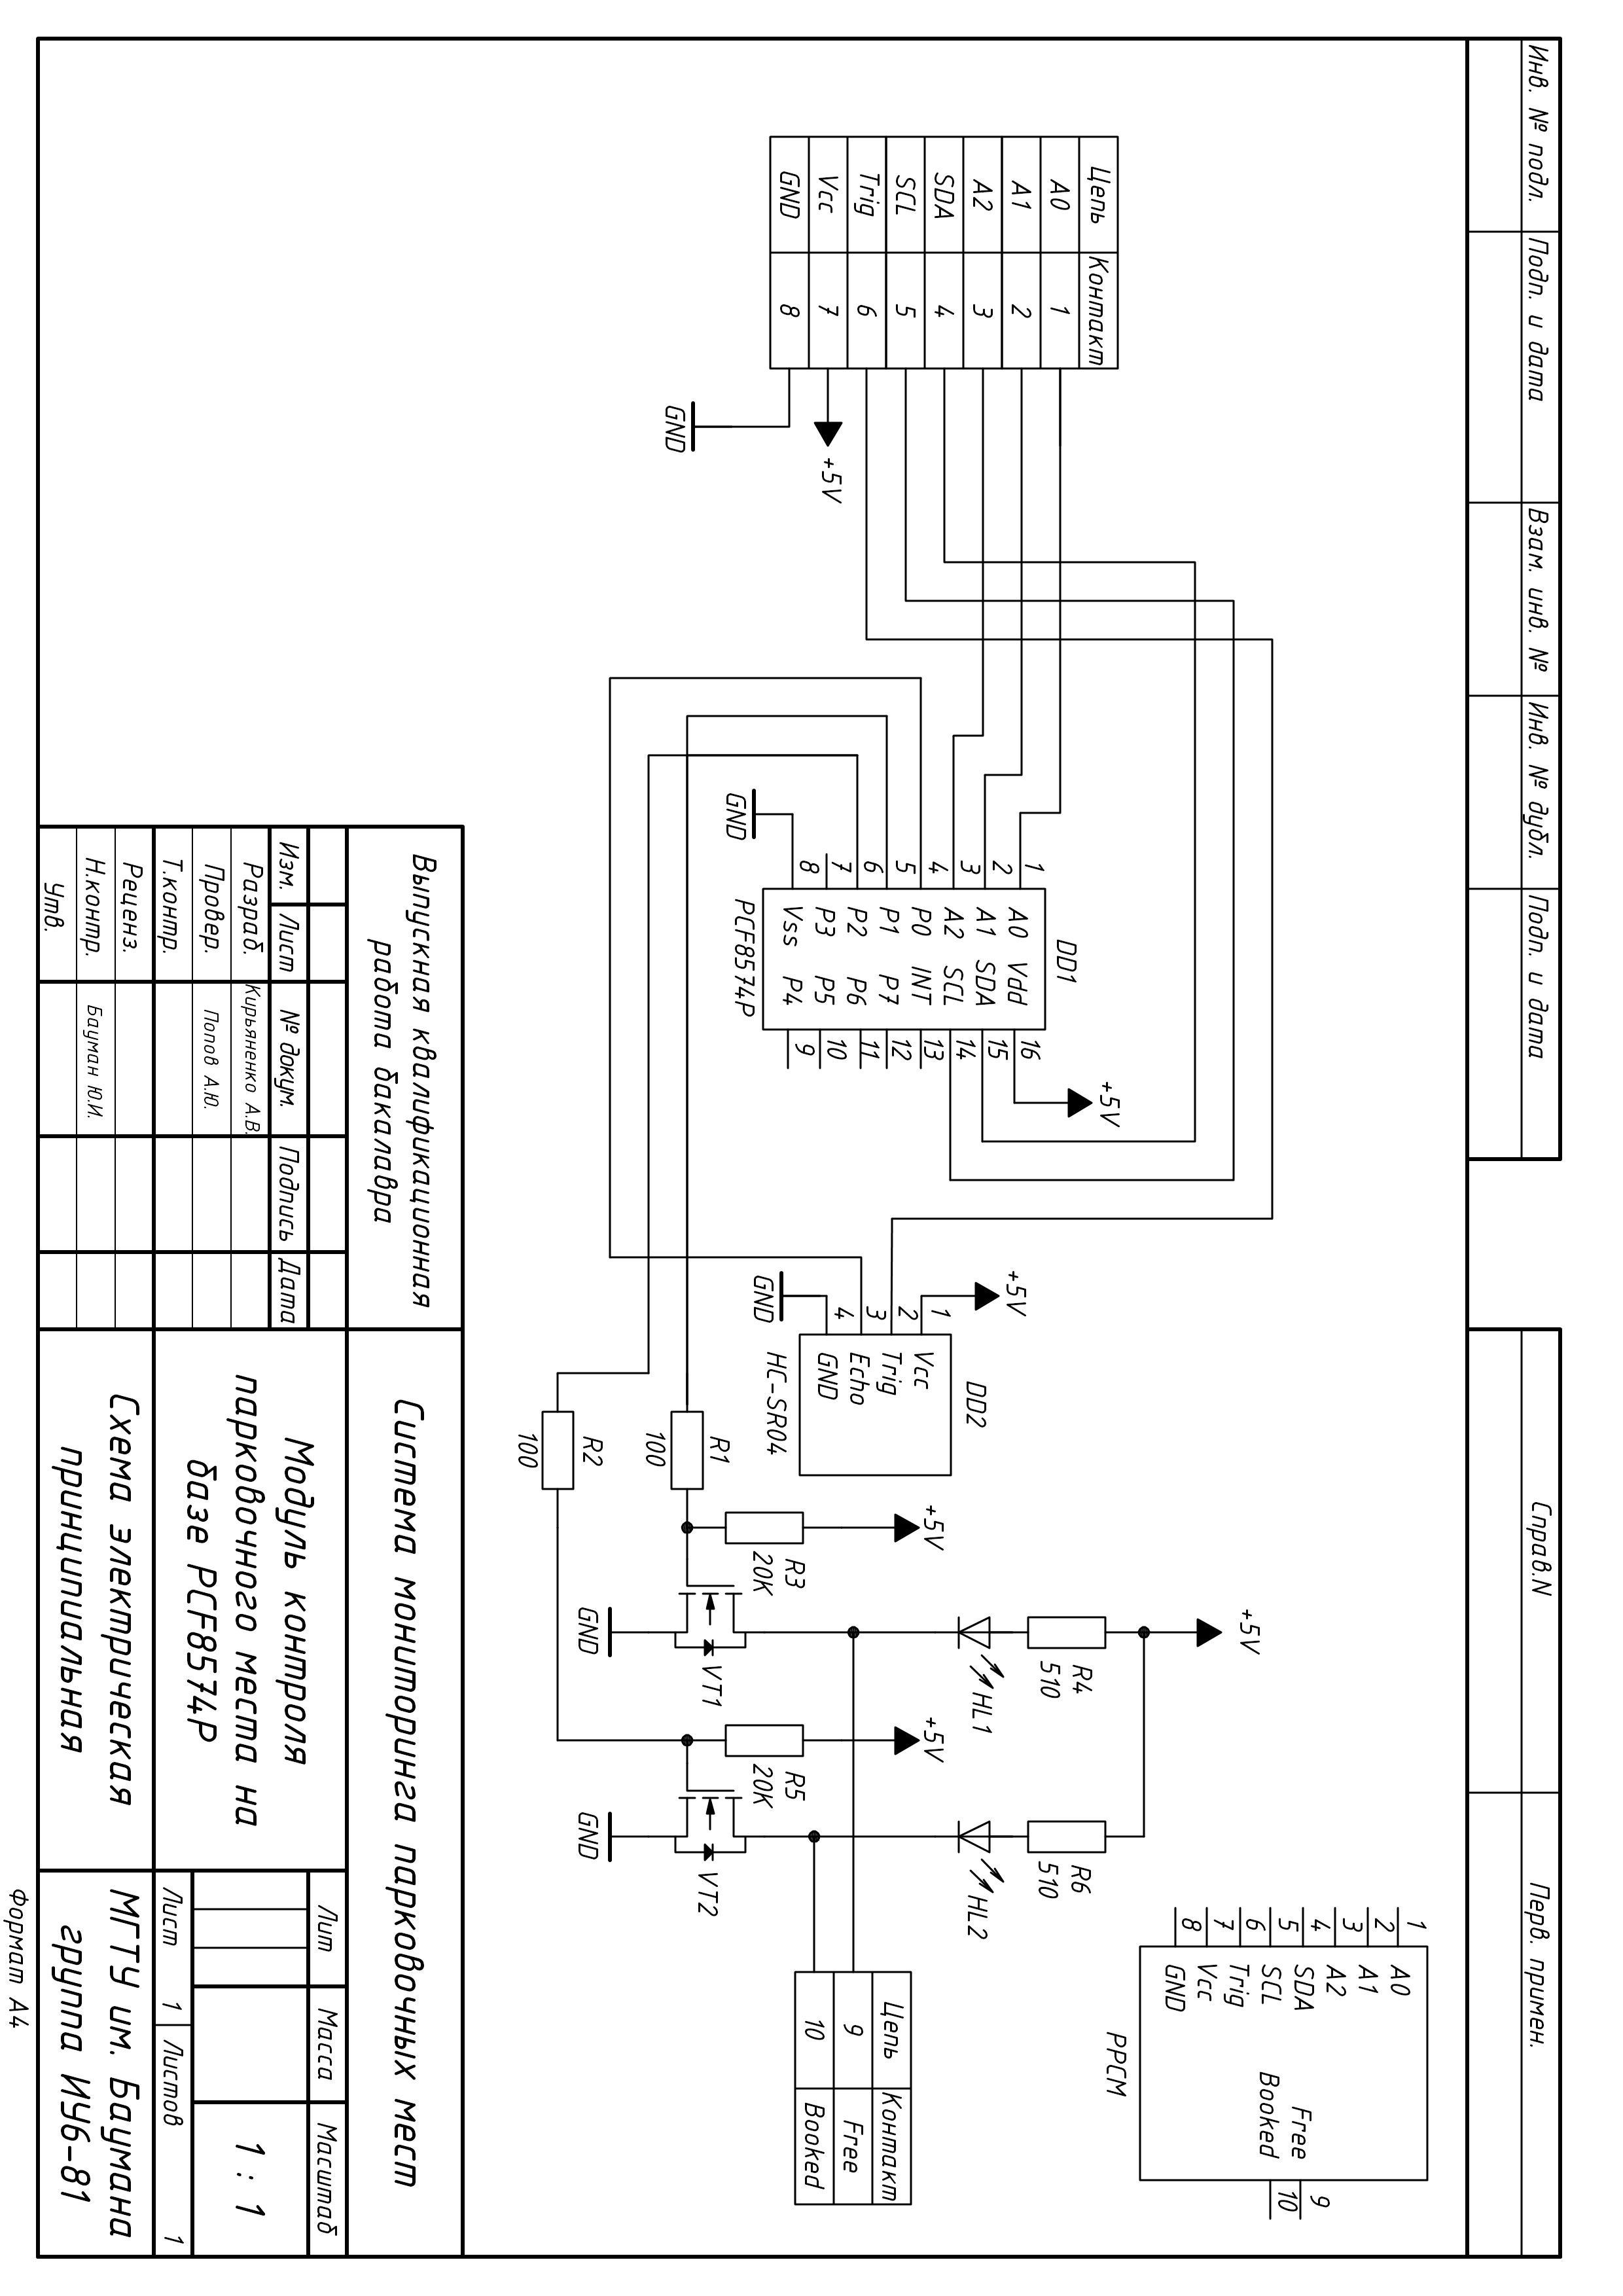 Инв. № подл.
Подп. и дата
Взам. инв. №
Инв. № дубл.
Подп. и дата
Справ.N
Перв. примен.
Цепь Контакт
A0 1
A1 2
A2 3
SDA 4
SCL 5
Trig 6
Vcc 7
GND 8
+5V
GND
DD1
1 A0 Vdd 16
2 A1 SDA 15
3 A2 SCL 14
4 P0 INT 13
5 P1 P7 12
6 P2 P6 11
7 P3 P5 10
8 Vss P4 9
PCF8574P
GND
+5V
+5V
DD2
1 Vcc
2 Trig
3 Echo
4 GND
HC-SR04
GND
R1
100
R2
100
+5V
R3
20K
+5V
R4
510
HL1
VT1
GND
+5V
R5
20K
R6
510
HL2
VT2
GND
1 A0
2 A1
3 A2
4 SDA
5 SCL
6 Trig
7 Vcc
8 GND
Free 9
Booked 10
PPCM
Цепь Контакт
9 Free
10 Booked
Выпускная квалификационная
работа бакалавра
Система мониторинга парковочных мест
Изм. Лист № докум. Подпись Дата
Разраб. Кирьяненко А.В.
Провер. Попов А.Ю.
Т.контр.
Реценз.
Н.контр. Бауман Ю.И.
Утв.
Модуль контроля
парковочного места на
базе PCF8574P
Схема электрическая
принципиальная
Лит Масса Масштаб
1 : 1
Лист 1 Листов 1
МГТУ им. Баумана
группа ИУ6-81
Формат А4